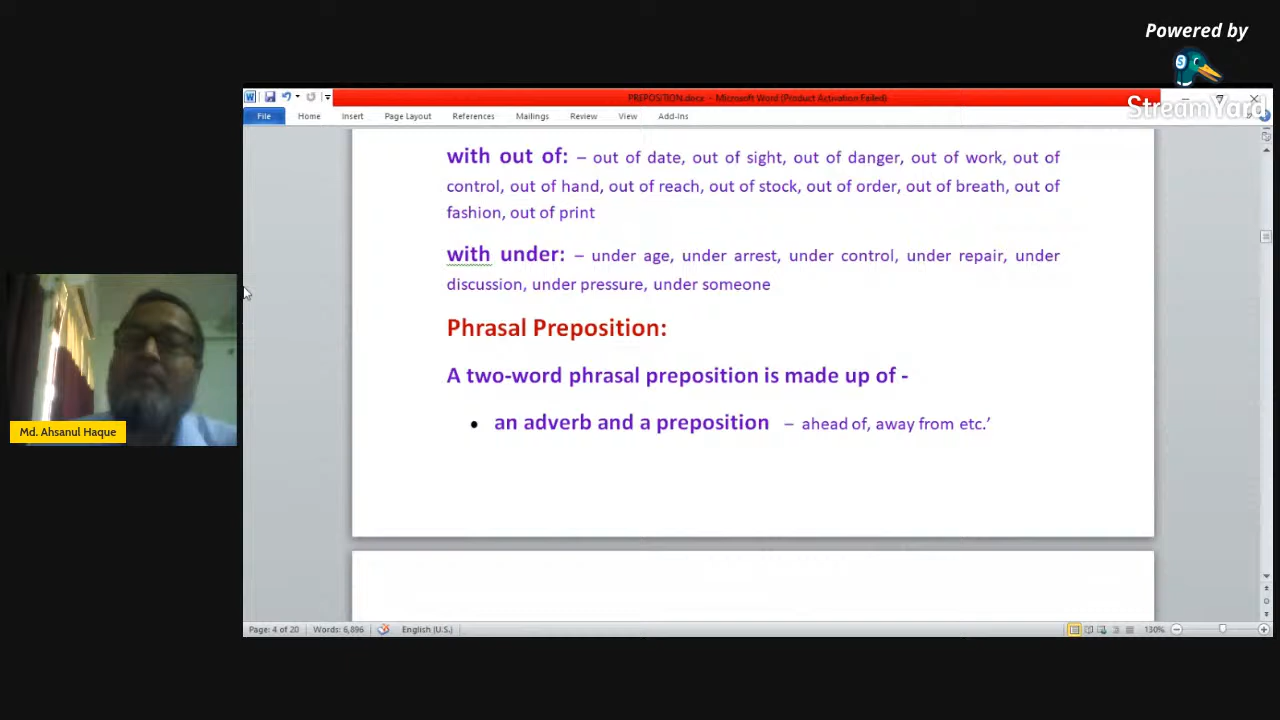 Powered by
StreamYard
PREPOSITION.docx - Microsoft Word (Product Activation Failed)
File Home Insert Page Layout References Mailings Review View Add-Ins
with out of: – out of date, out of sight, out of danger, out of work, out of
control, out of hand, out of reach, out of stock, out of order, out of breath, out of
fashion, out of print
with under: – under age, under arrest, under control, under repair, under
discussion, under pressure, under someone
Phrasal Preposition:
A two-word phrasal preposition is made up of -
• an adverb and a preposition – ahead of, away from etc.’
Md. Ahsanul Haque
Page: 4 of 20 Words: 6,896 English (U.S.) 130%